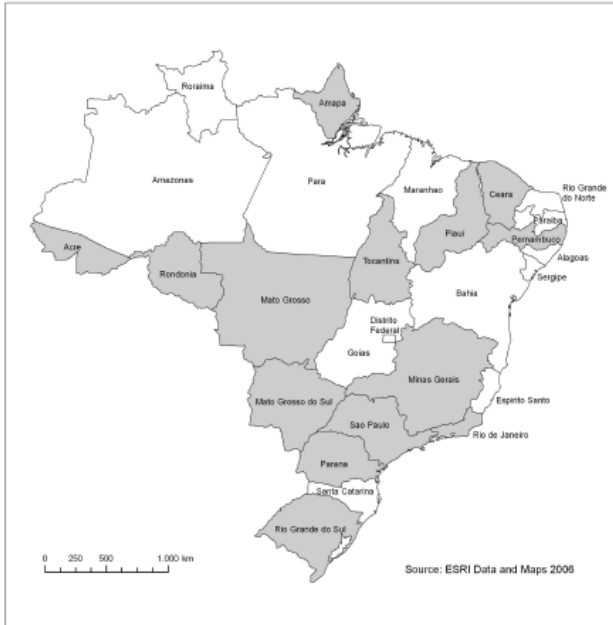 Roraima
Amapa
Amazonas
Para
Maranhao
Ceara
Rio Grande
do Norte
Paraiba
Piaui
Pernambuco
Acre
Tocantins
Alagoas
Rondonia
Sergipe
Mato Grosso
Bahia
Distrito
Federal
Goias
Minas Gerais
Mato Grosso do Sul
Espirito Santo
Sao Paulo
Rio de Janeiro
Parana
Santa Catarina
Rio Grande do Sul
0 250 500 1.000 km
Source: ESRI Data and Maps 2006